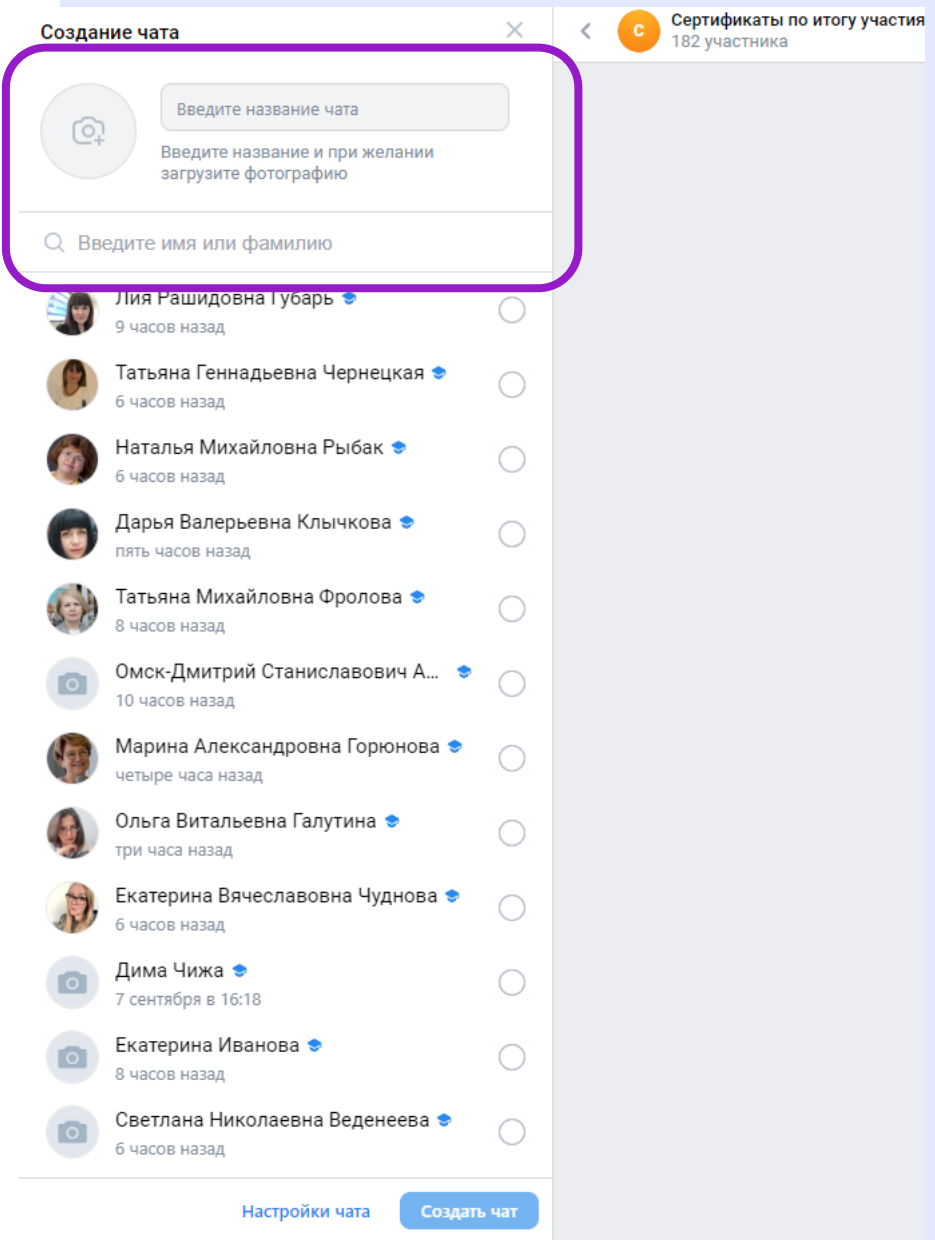 Создание чата
Сертификаты по итогу участия
182 участника
Введите название чата
Введите название и при желании
загрузите фотографию
Введите имя или фамилию
Лия Рашидовна Губарь
9 часов назад
Татьяна Геннадьевна Чернецкая
6 часов назад
Наталья Михайловна Рыбак
6 часов назад
Дарья Валерьевна Клычкова
пять часов назад
Татьяна Михайловна Фролова
8 часов назад
Омск-Дмитрий Станиславович А...
10 часов назад
Марина Александровна Горюнова
четыре часа назад
Ольга Витальевна Галутина
три часа назад
Екатерина Вячеславовна Чуднова
6 часов назад
Дима Чижа
7 сентября в 16:18
Екатерина Иванова
8 часов назад
Светлана Николаевна Веденеева
6 часов назад
Настройки чата
Создать чат
С